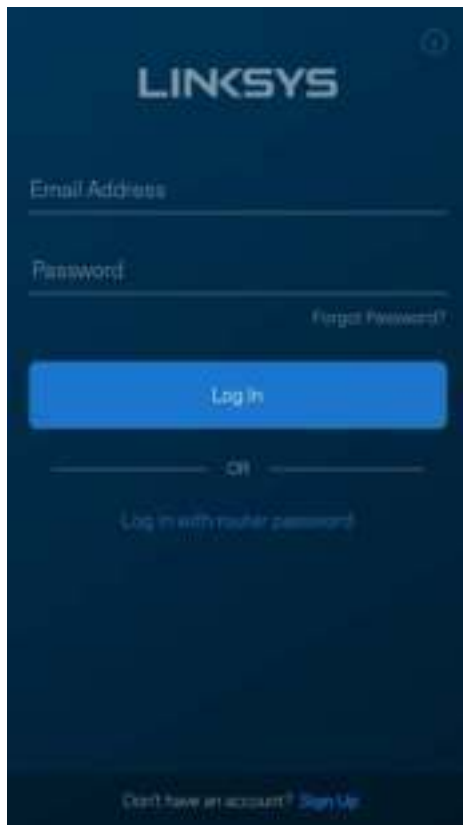 LINKSYS
Email Address
Password
Forgot Password?
Log In
OR
Log in with router password
Don't have an account? Sign Up